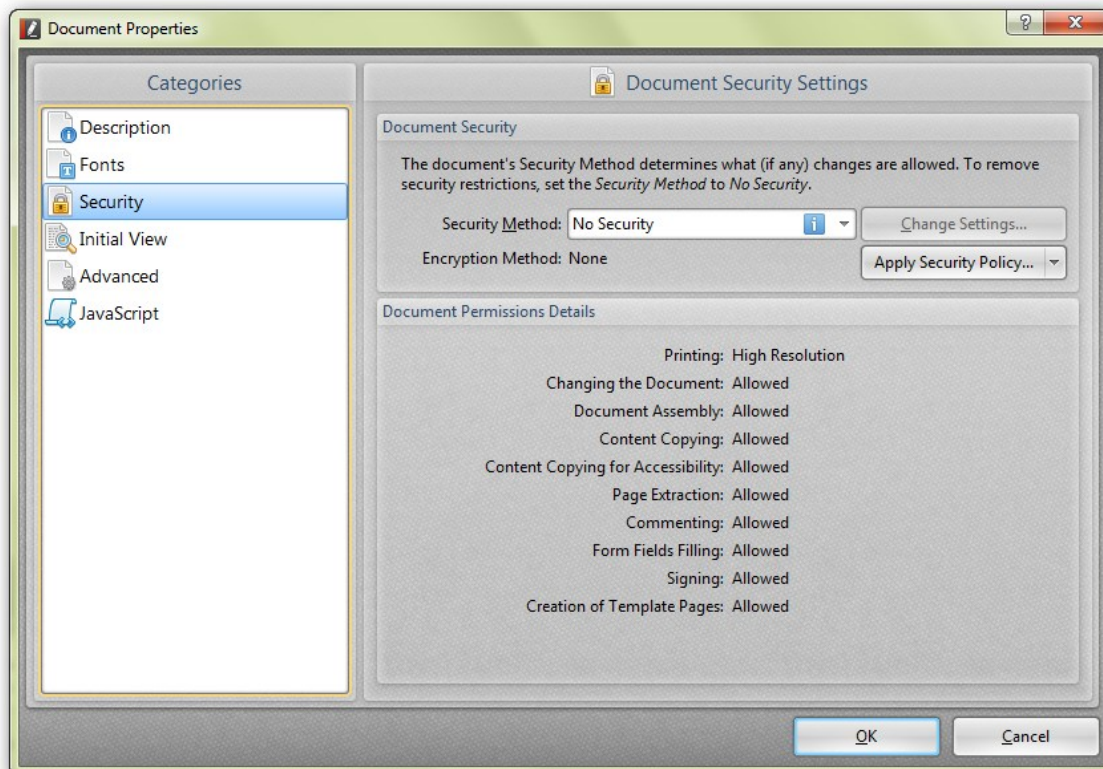 Document Properties
Categories
Description
Fonts
Security
Initial View
Advanced
JavaScript
Document Security Settings
Document Security
The document's Security Method determines what (if any) changes are allowed. To remove
security restrictions, set the Security Method to No Security.
Security Method: No Security
Change Settings...
Encryption Method: None
Apply Security Policy...
Document Permissions Details
Printing: High Resolution
Changing the Document: Allowed
Document Assembly: Allowed
Content Copying: Allowed
Content Copying for Accessibility: Allowed
Page Extraction: Allowed
Commenting: Allowed
Form Fields Filling: Allowed
Signing: Allowed
Creation of Template Pages: Allowed
OK
Cancel